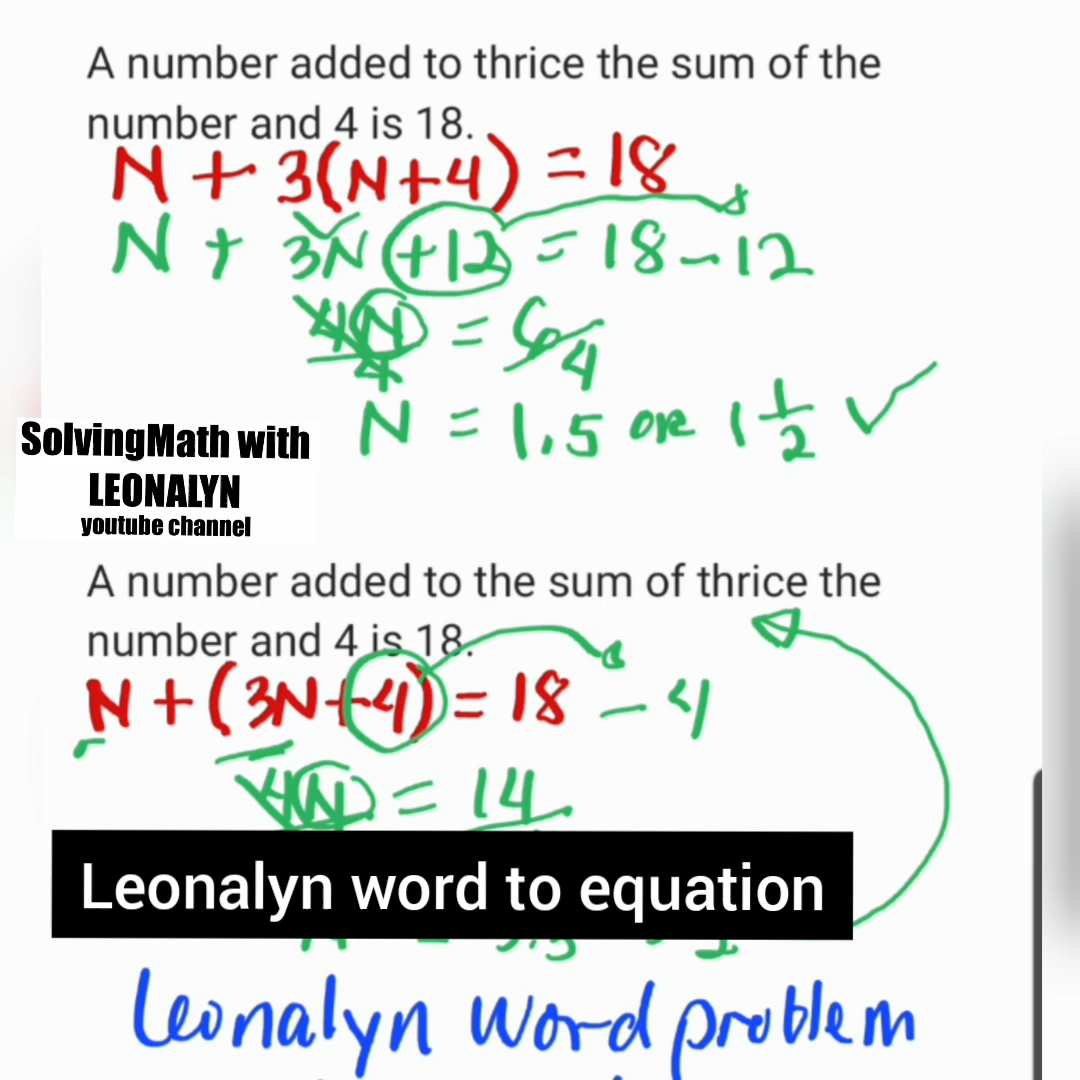 A number added to thrice the sum of the
number and 4 is 18.
N + 3(N+4) = 18
N + 3N +12 = 18 - 12
4N = 6
4 4
N = 1.5 or 1 1/2 ✓
SolvingMath with
LEONALYN
youtube channel
A number added to the sum of thrice the
number and 4 is 18.
N + (3N+4) = 18 - 4
4N = 14
Leonalyn word to equation
Leonalyn word problem